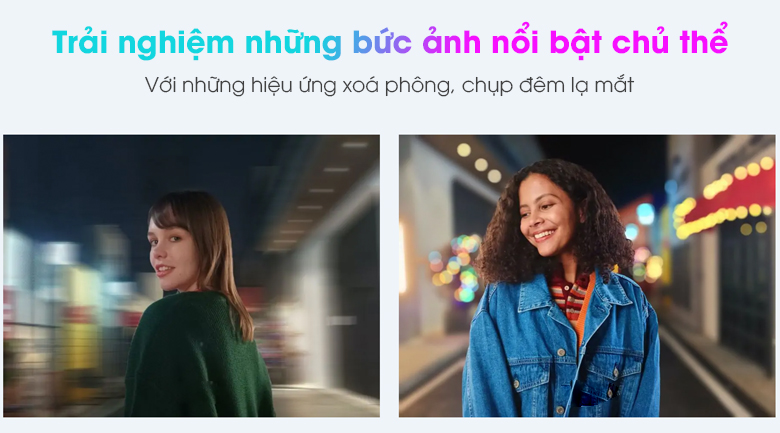 Trải nghiệm những bức ảnh nổi bật chủ thể
Với những hiệu ứng xoá phông, chụp đêm lạ mắt